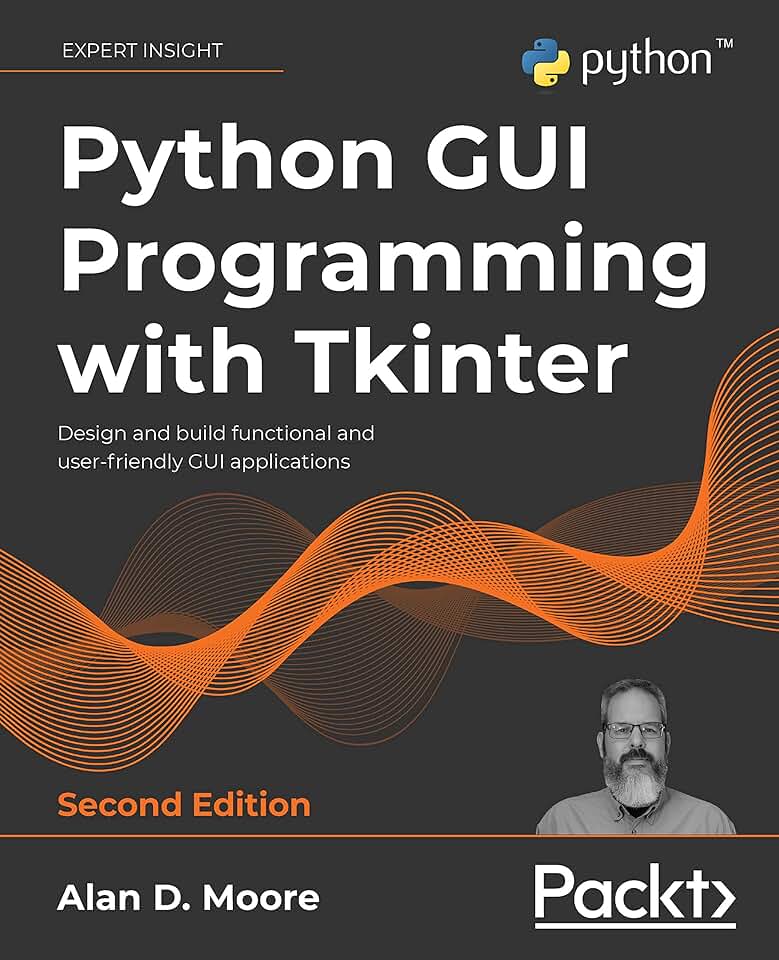 EXPERT INSIGHT
python™
Python GUI
Programming
with Tkinter
Design and build functional and
user-friendly GUI applications
Second Edition
Alan D. Moore
Packt>